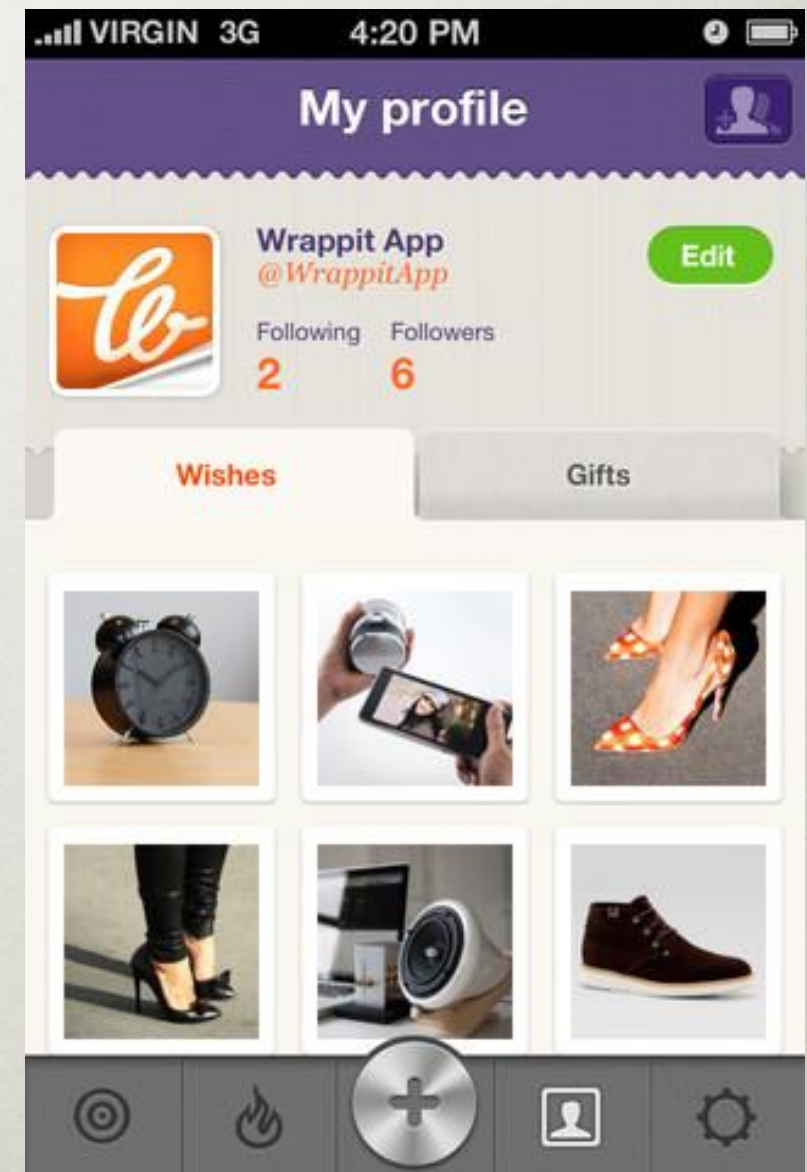 VIRGIN 3G 4:20 PM
My profile
Wrappit App
@WrappitApp
Edit
Following Followers
2 6
Wishes Gifts